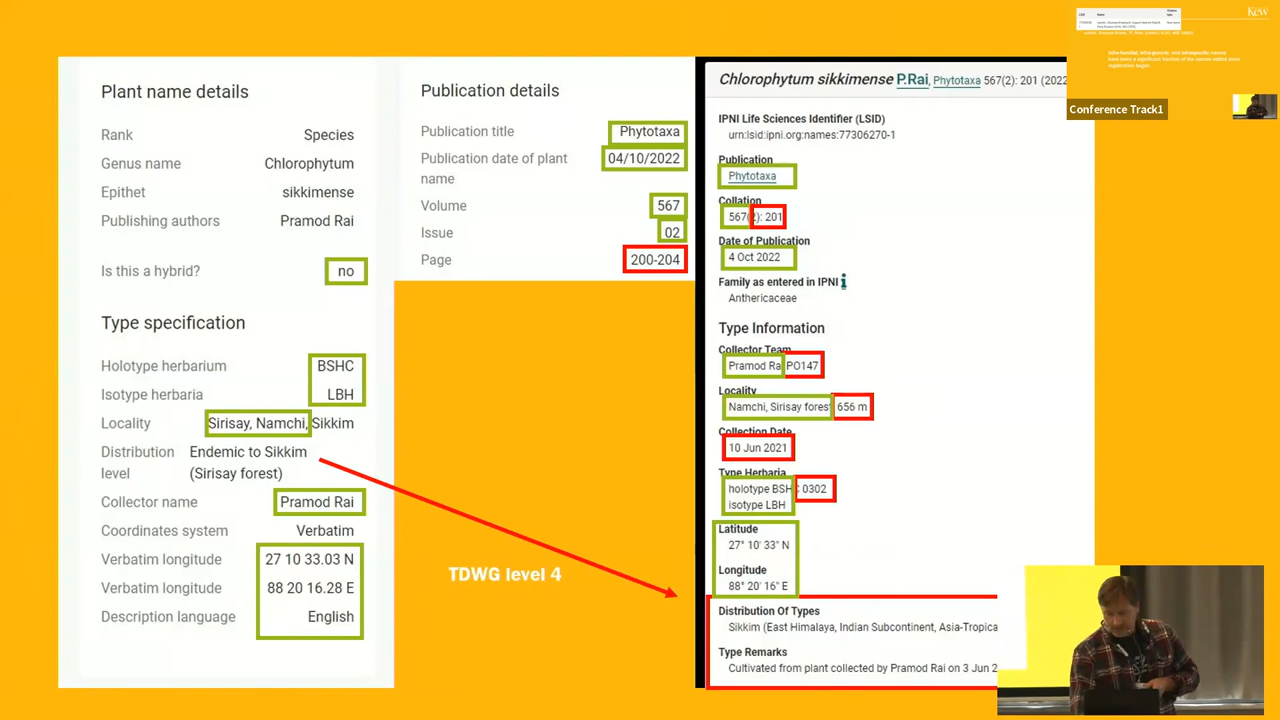 Plant name details
Rank Species
Genus name Chlorophytum
Epithet sikkimense
Publishing authors Pramod Rai
Is this a hybrid? no
Type specification
Holotype herbarium BSHC
Isotype herbaria LBH
Locality Sirisay, Namchi, Sikkim
Distribution level Endemic to Sikkim
(Sirisay forest)
Collector name Pramod Rai
Coordinates system Verbatim
Verbatim longitude 27 10 33.03 N
Verbatim longitude 88 20 16.28 E
Description language English
Publication details
Publication title Phytotaxa
Publication date of plant name 04/10/2022
Volume 567
Issue 02
Page 200-204
TDWG level 4
Chlorophytum sikkimense P.Rai, Phytotaxa 567(2): 201 (2022
IPNI Life Sciences Identifier (LSID)
urn:lsid:ipni.org:names:77306270-1
Publication
Phytotaxa
Collation
567(2): 201
Date of Publication
4 Oct 2022
Family as entered in IPNI i
Anthericaceae
Type Information
Collector Team
Pramod Rai PO147
Locality
Namchi, Sirisay forest 656 m
Collection Date
10 Jun 2021
Type Herbaria
holotype BSHC 0302
isotype LBH
Latitude
27° 10' 33" N
Longitude
88° 20' 16" E
Distribution Of Types
Sikkim (East Himalaya, Indian Subcontinent, Asia-Tropica
Type Remarks
Cultivated from plant collected by Pramod Rai on 3 Jun 2
Kew
Conference Track1